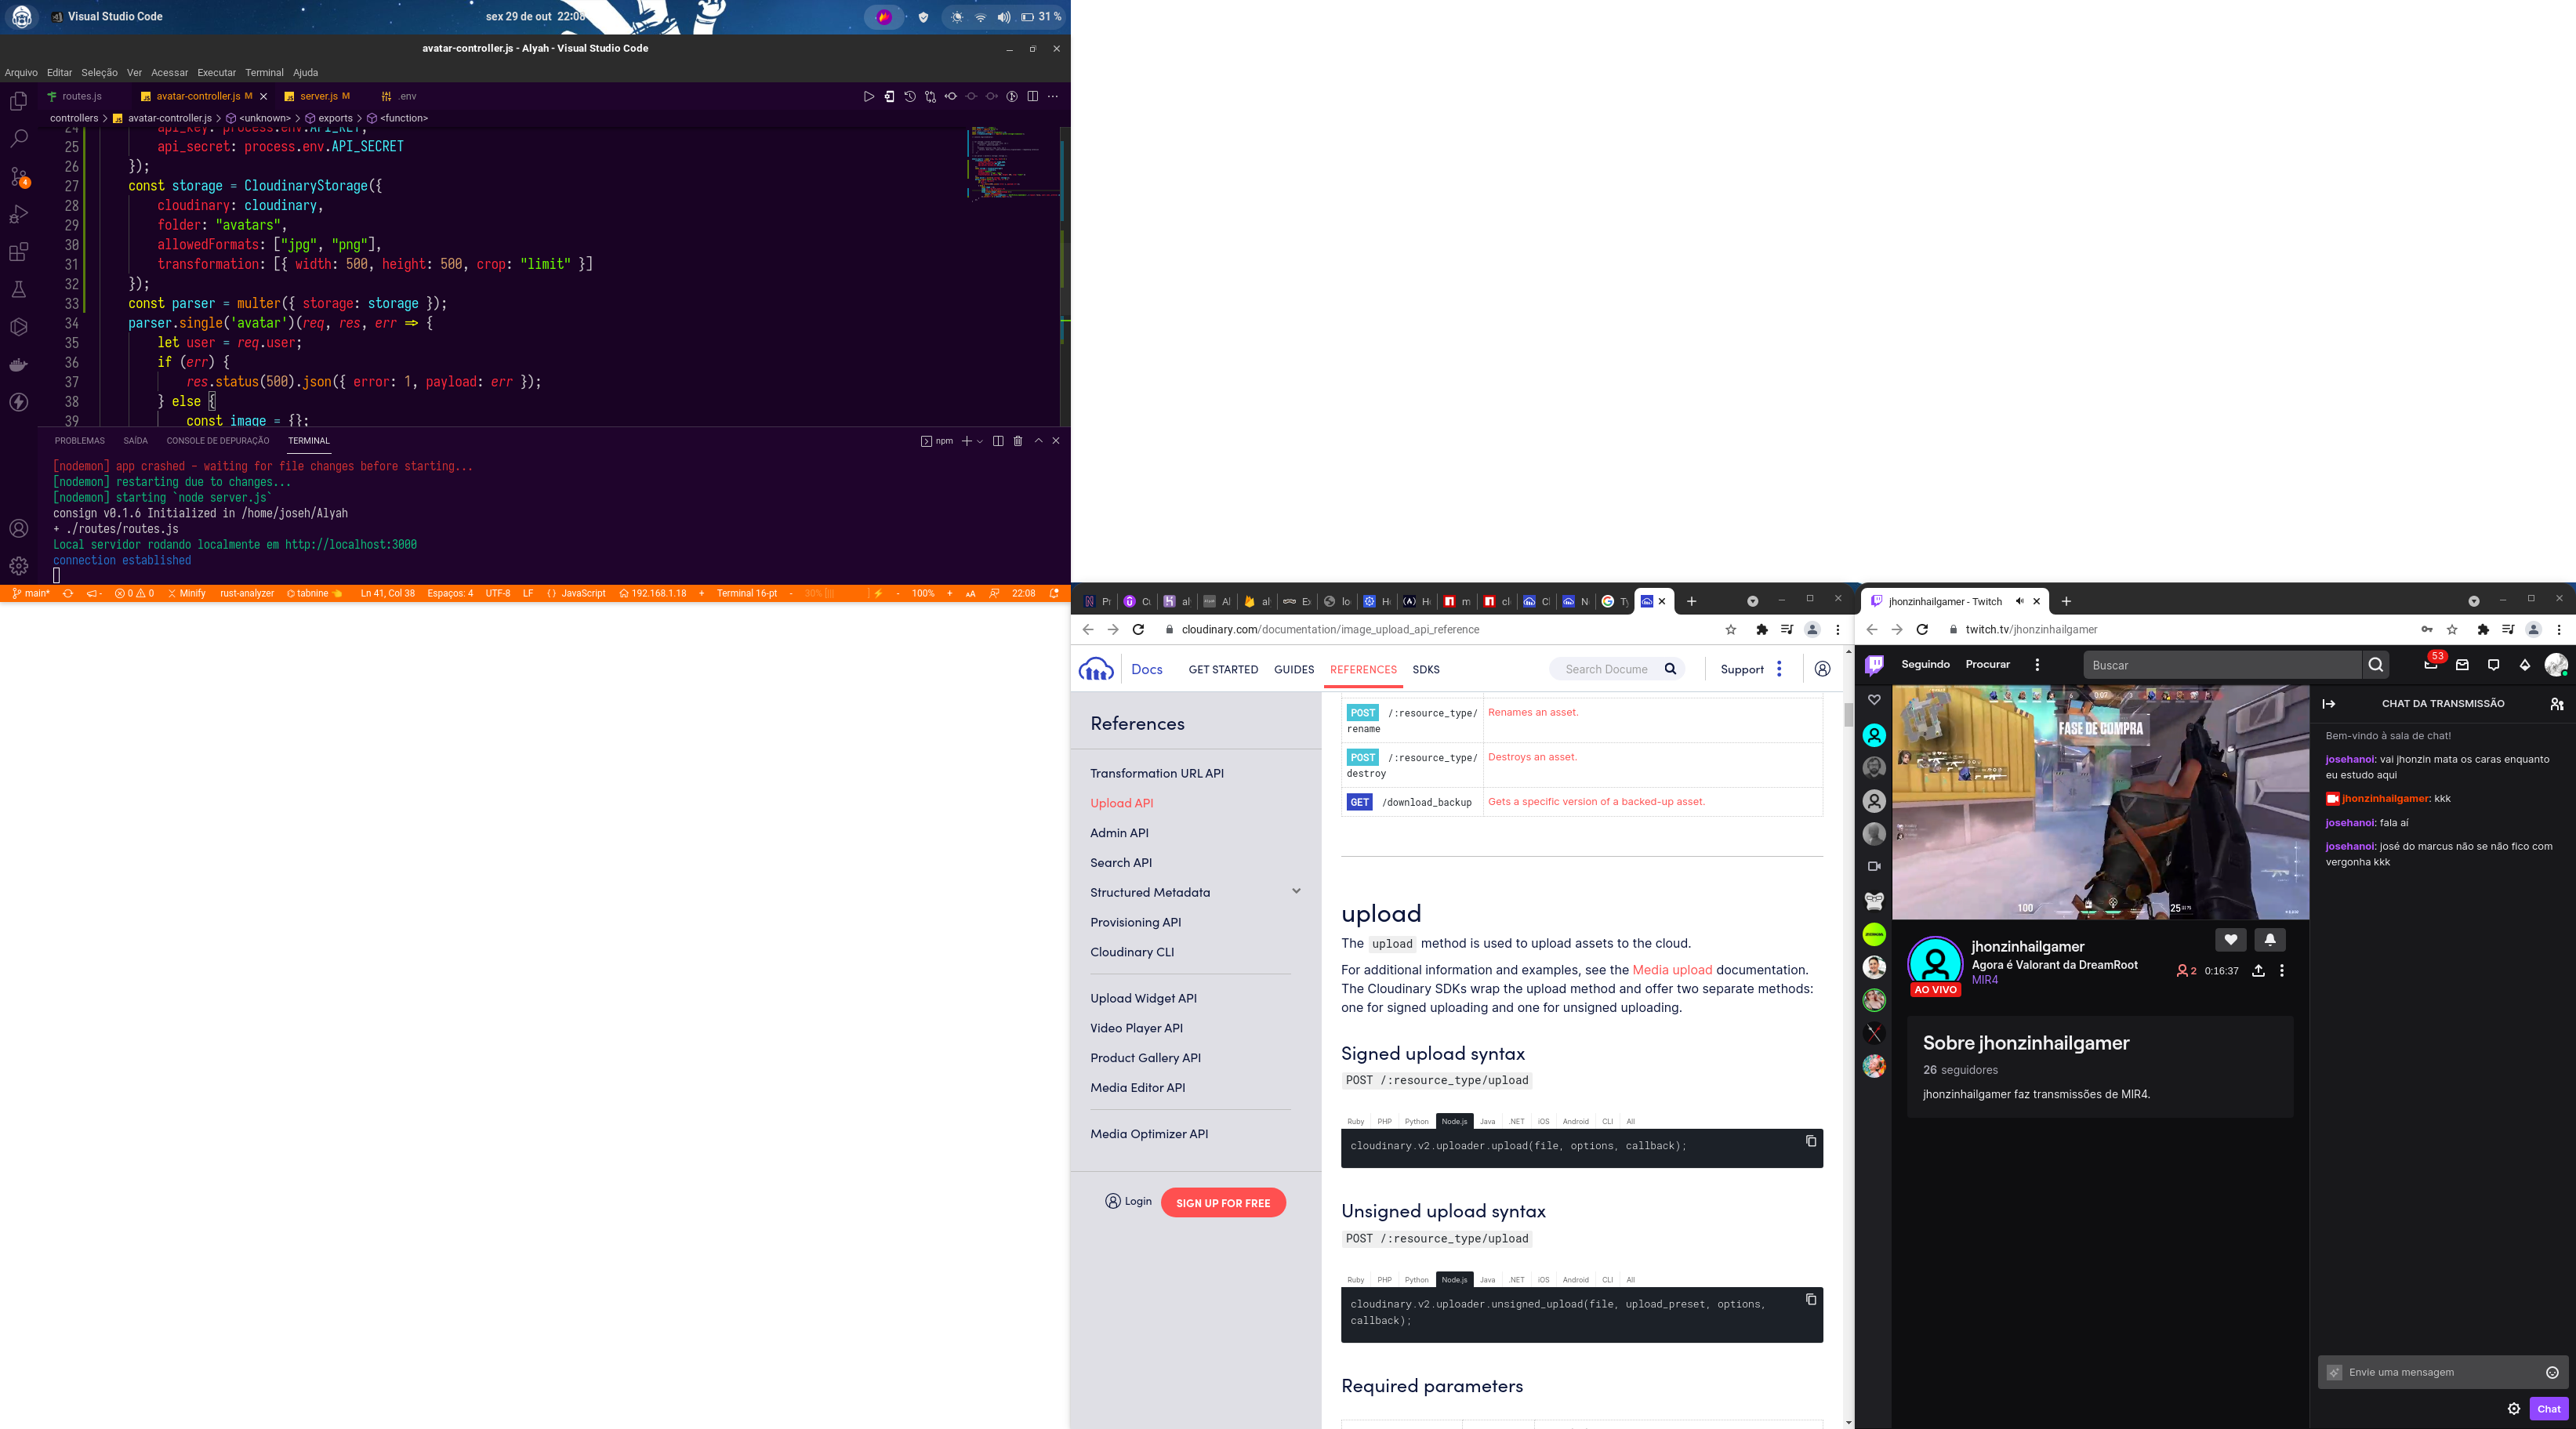 Visual Studio Code
sex 29 de out 22:08
31 %
avatar-controller.js - Alyah - Visual Studio Code
Arquivo Editar Seleção Ver Acessar Executar Terminal Ajuda
routes.js avatar-controller.js M server.js M .env
controllers > avatar-controller.js > <unknown> > exports > <function>
24 api_key: process.env.API_KEY,
25 api_secret: process.env.API_SECRET
26 });
27 const storage = CloudinaryStorage({
28 cloudinary: cloudinary,
29 folder: "avatars",
30 allowedFormats: ["jpg", "png"],
31 transformation: [{ width: 500, height: 500, crop: "limit" }]
32 });
33 const parser = multer({ storage: storage });
34 parser.single('avatar')(req, res, err => {
35 let user = req.user;
36 if (err) {
37 res.status(500).json({ error: 1, payload: err });
38 } else {
39 const image = {};
4
PROBLEMAS SAÍDA CONSOLE DE DEPURAÇÃO TERMINAL
npm
[nodemon] app crashed - waiting for file changes before starting...
[nodemon] restarting due to changes...
[nodemon] starting `node server.js`
consign v0.1.6 Initialized in /home/joseh/Alyah
+ ./routes/routes.js
Local servidor rodando localmente em http://localhost:3000
connection established
main* 0 0 Minify rust-analyzer tabnine Ln 41, Col 38 Espaços: 4 UTF-8 LF {} JavaScript 192.168.1.18 + Terminal 16-pt - 30% - 100% + AA 22:08
cloudinary.com/documentation/image_upload_api_reference
Docs GET STARTED GUIDES REFERENCES SDKS Search Docume Support
References
Transformation URL API
Upload API
Admin API
Search API
Structured Metadata
Provisioning API
Cloudinary CLI
Upload Widget API
Video Player API
Product Gallery API
Media Editor API
Media Optimizer API
Login SIGN UP FOR FREE
POST /:resource_type/ Renames an asset.
rename
POST /:resource_type/ Destroys an asset.
destroy
GET /download_backup Gets a specific version of a backed-up asset.
upload
The upload method is used to upload assets to the cloud.
For additional information and examples, see the Media upload documentation.
The Cloudinary SDKs wrap the upload method and offer two separate methods:
one for signed uploading and one for unsigned uploading.
Signed upload syntax
POST /:resource_type/upload
Ruby PHP Python Node.js Java .NET iOS Android CLI All
cloudinary.v2.uploader.upload(file, options, callback);
Unsigned upload syntax
POST /:resource_type/upload
Ruby PHP Python Node.js Java .NET iOS Android CLI All
cloudinary.v2.uploader.unsigned_upload(file, upload_preset, options,
callback);
Required parameters
jhonzinhailgamer - Twitch
twitch.tv/jhonzinhailgamer
Seguindo Procurar Buscar 53
0:07
FASE DE COMPRA
100
25
jhonzinhailgamer
Agora é Valorant da DreamRoot
MIR4
AO VIVO
2 0:16:37
Sobre jhonzinhailgamer
26 seguidores
jhonzinhailgamer faz transmissões de MIR4.
CHAT DA TRANSMISSÃO
Bem-vindo à sala de chat!
josehanoi: vai jhonzin mata os caras enquanto
eu estudo aqui
jhonzinhailgamer: kkk
josehanoi: fala aí
josehanoi: josé do marcus não se não fico com
vergonha kkk
Envie uma mensagem
Chat